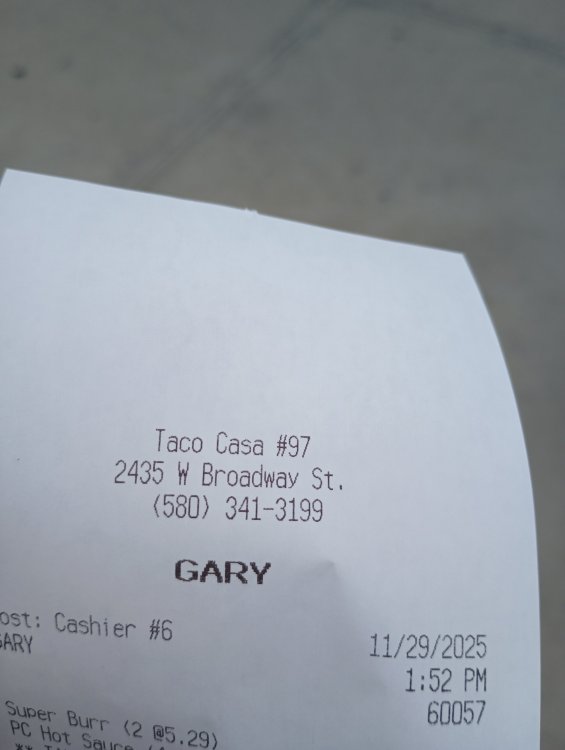 Taco Casa #97
2435 W Broadway St.
(580) 341-3199
GARY
ost: Cashier #6
GARY
11/29/2025
1:52 PM
60057
Super Burr (2 @5.29)
PC Hot Sauce
**